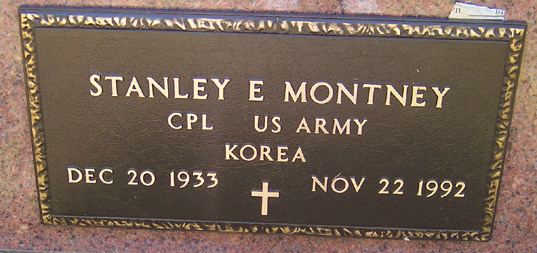 STANLEY E MONTNEY
CPL US ARMY
KOREA
DEC 20 1933 NOV 22 1992